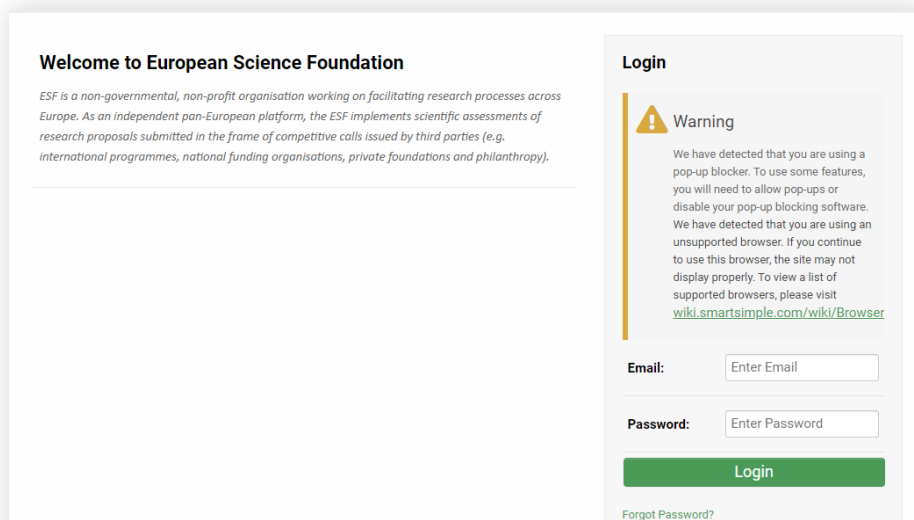 Welcome to European Science Foundation
ESF is a non-governmental, non-profit organisation working on facilitating research processes across
Europe. As an independent pan-European platform, the ESF implements scientific assessments of
research proposals submitted in the frame of competitive calls issued by third parties (e.g.
international programmes, national funding organisations, private foundations and philanthropy).
Login
Warning
We have detected that you are using a
pop-up blocker. To use some features,
you will need to allow pop-ups or
disable your pop-up blocking software.
We have detected that you are using an
unsupported browser. If you continue
to use this browser, the site may not
display properly. To view a list of
supported browsers, please visit
wiki.smartsimple.com/wiki/Browser
Email:
Enter Email
Password:
Enter Password
Login
Forgot Password?